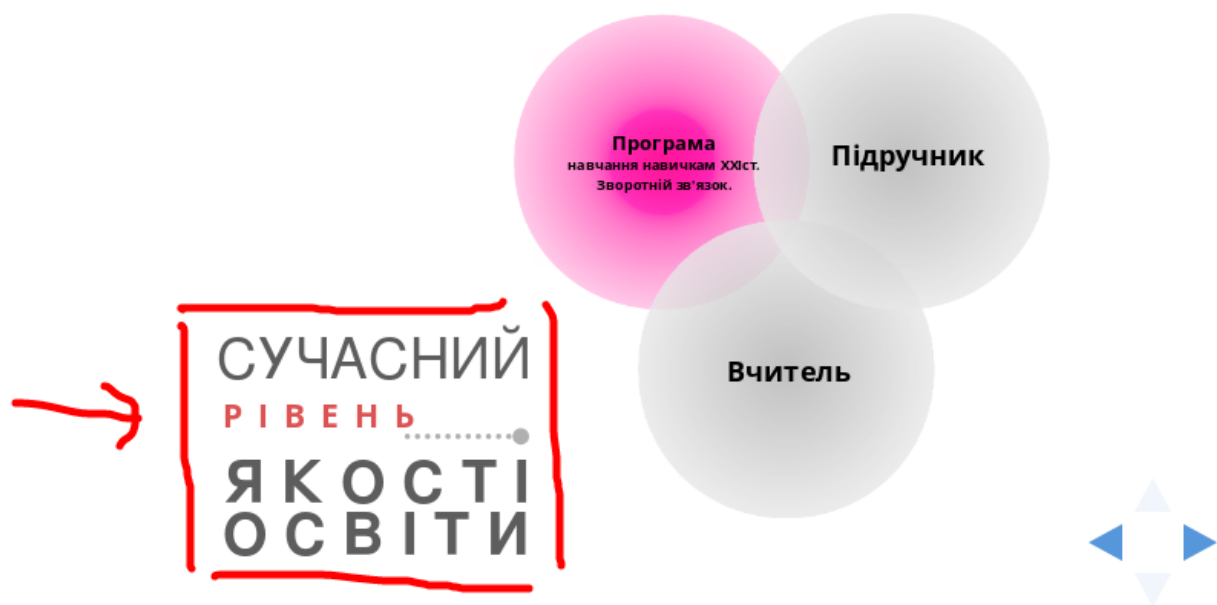 Програма
навчання навичкам XXIст.
Зворотній зв'язок.
Підручник
Вчитель
СУЧАСНИЙ
РІВЕНЬ
ЯКОСТІ
ОСВІТИ